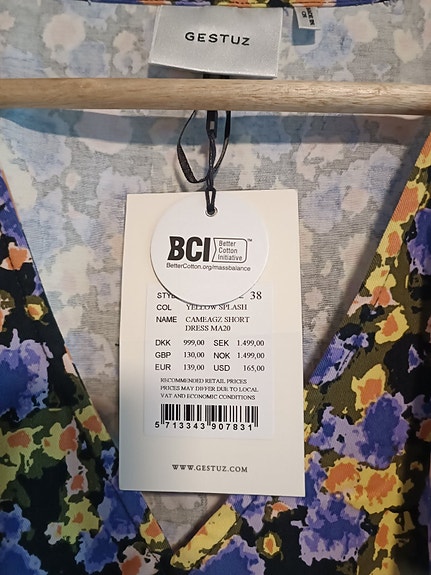 GESTUZ
BCI Better
Cotton
Initiative ™
BetterCotton.org/massbalance
38
COL YELLOW SPLASH
NAME CAMEAGZ SHORT
DRESS MA20
DKK 999,00 SEK 1.499,00
GBP 130,00 NOK 1.499,00
EUR 139,00 USD 165,00
RECOMMENDED RETAIL PRICES
PRICES MAY DIFFER DUE TO LOCAL
VAT AND ECONOMIC CONDITIONS
5 713343 907831
WWW.GESTUZ.COM